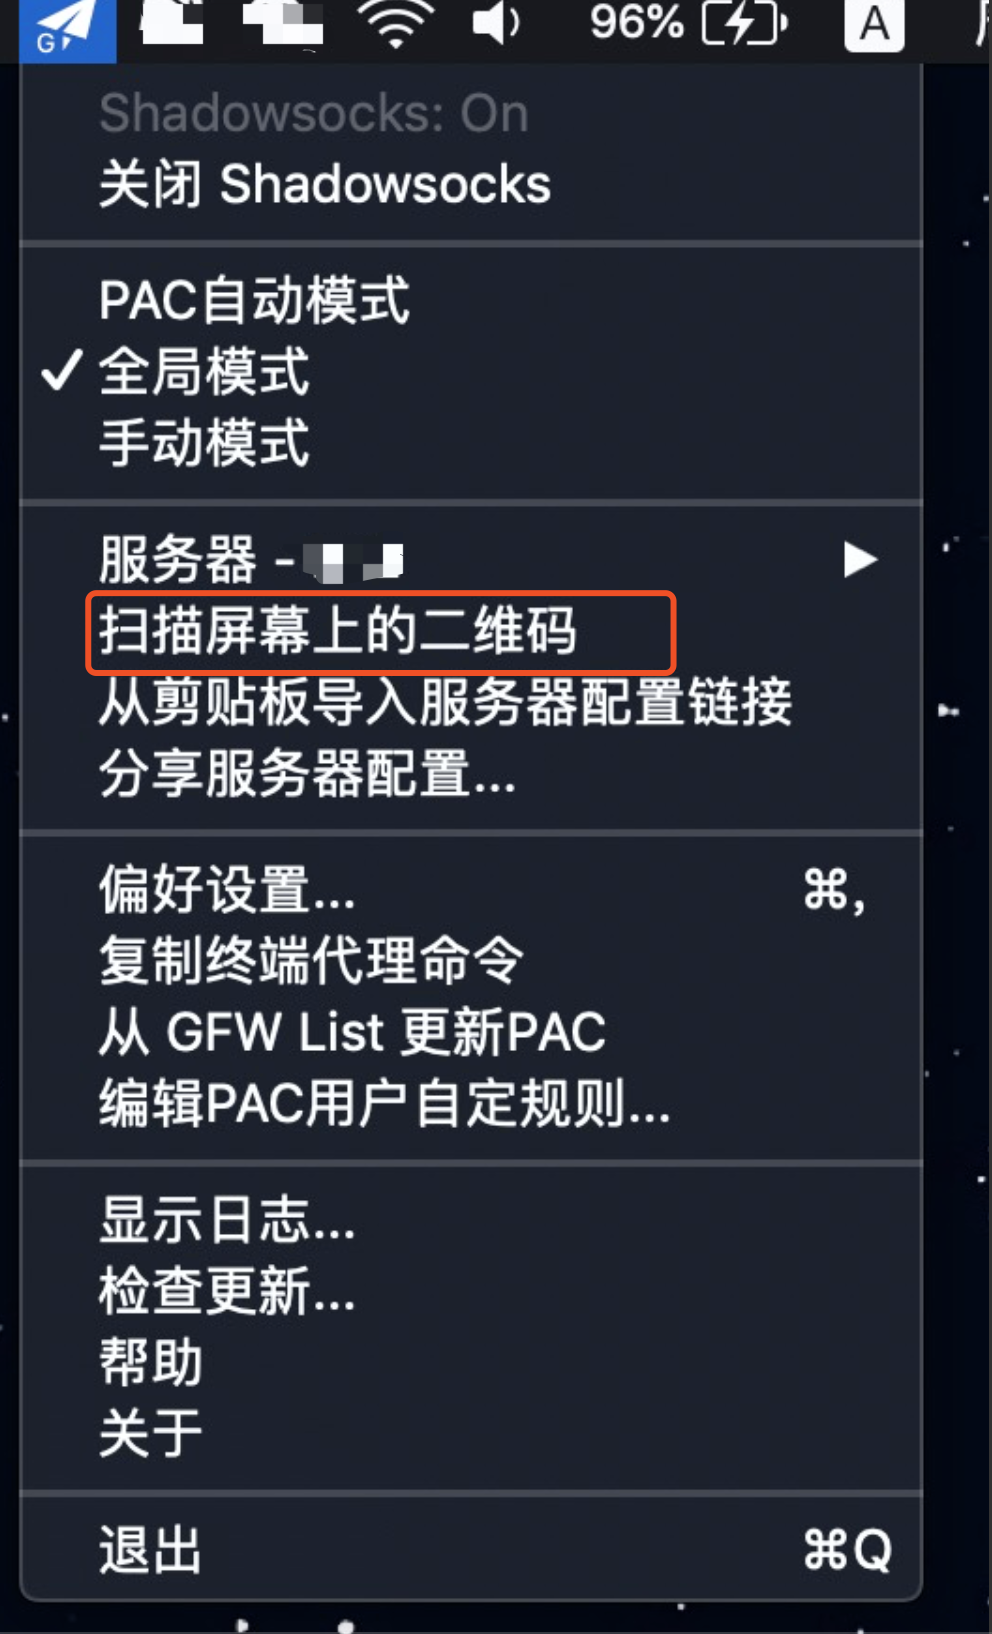 G
96%
A
Shadowsocks: On
关闭 Shadowsocks
PAC自动模式
全局模式
手动模式
服务器 -
扫描屏幕上的二维码
从剪贴板导入服务器配置链接
分享服务器配置...
偏好设置... ⌘,
复制终端代理命令
从 GFW List 更新PAC
编辑PAC用户自定规则...
显示日志...
检查更新...
帮助
关于
退出 ⌘Q